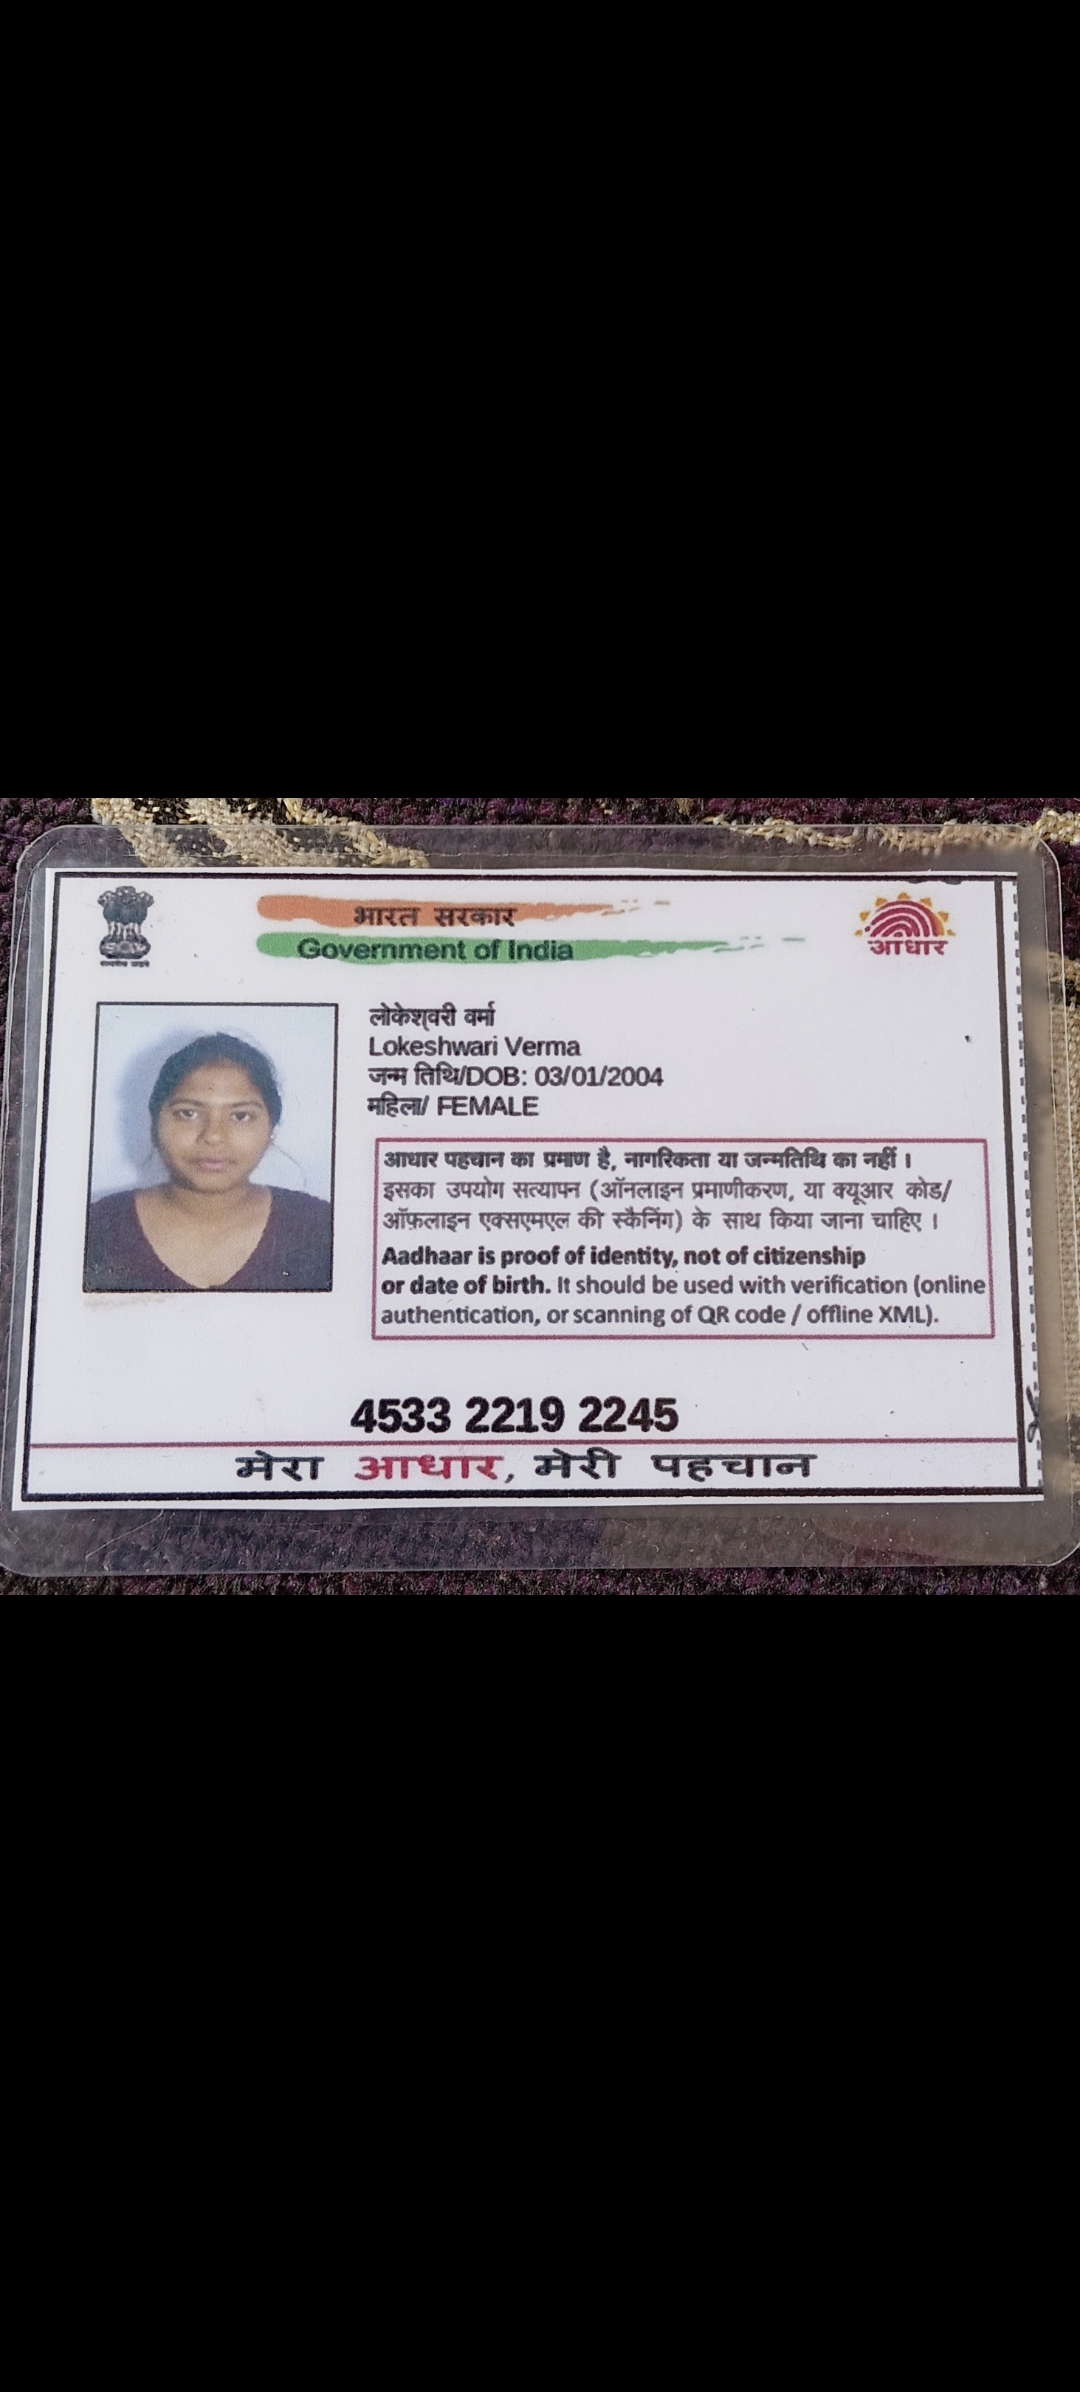 भारत सरकार
Government of India
आधार
लोकेश्वरी वर्मा
Lokeshwari Verma
जन्म तिथि/DOB: 03/01/2004
महिला/ FEMALE
आधार पहचान का प्रमाण है, नागरिकता या जन्मतिथि का नहीं ।
इसका उपयोग सत्यापन (ऑनलाइन प्रमाणीकरण, या क्यूआर कोड/
ऑफ़लाइन एक्सएमएल की स्कैनिंग) के साथ किया जाना चाहिए ।
Aadhaar is proof of identity, not of citizenship
or date of birth. It should be used with verification (online
authentication, or scanning of QR code / offline XML).
4533 2219 2245
मेरा आधार, मेरी पहचान